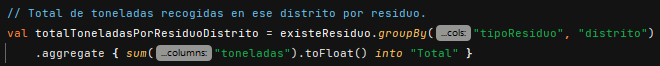 // Total de toneladas recogidas en ese distrito por residuo.
val totalToneladasPorResiduoDistrito = existeResiduo.groupBy( ...cols: "tipoResiduo", "distrito")
.aggregate { sum( ...columns: "toneladas").toFloat() into "Total" }